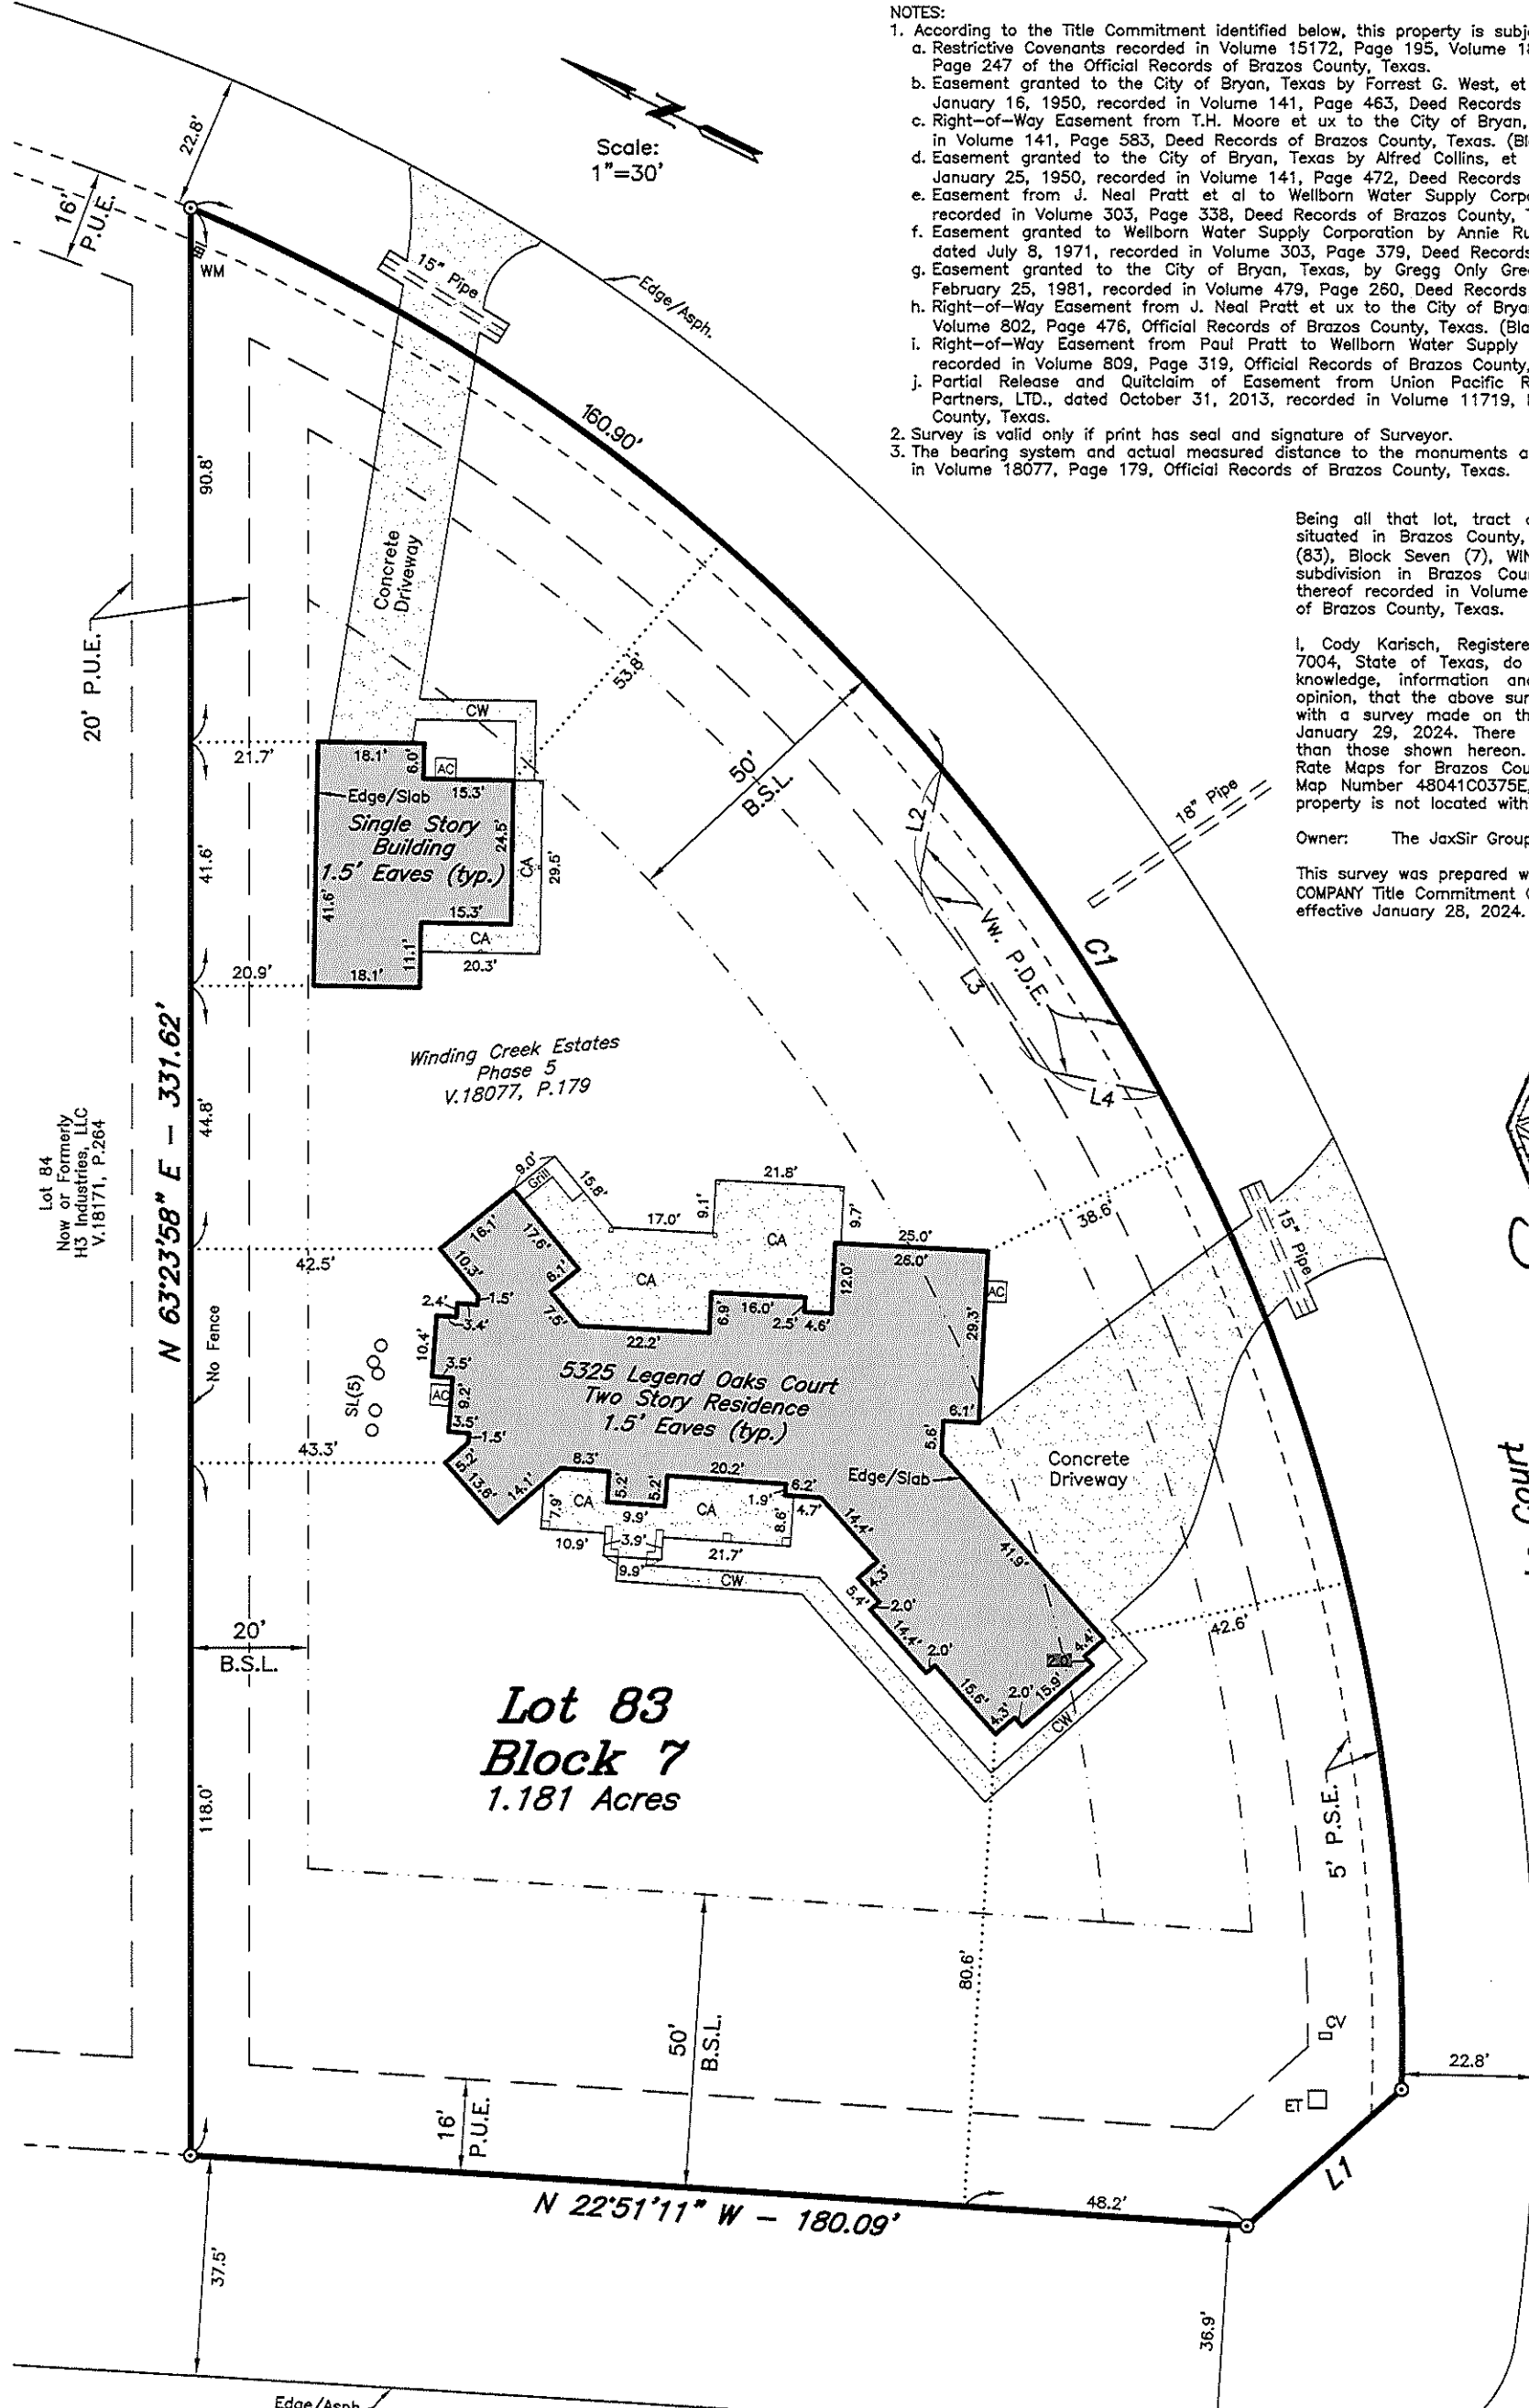 NOTES:
1. According to the Title Commitment identified below, this property is subj
a. Restrictive Covenants recorded in Volume 15172, Page 195, Volume 18
Page 247 of the Official Records of Brazos County, Texas.
b. Easement granted to the City of Bryan, Texas by Forrest G. West, et
January 16, 1950, recorded in Volume 141, Page 463, Deed Records
c. Right-of-Way Easement from T.H. Moore et ux to the City of Bryan,
in Volume 141, Page 583, Deed Records of Brazos County, Texas. (Bl
d. Easement granted to the City of Bryan, Texas by Alfred Collins, et
January 25, 1950, recorded in Volume 141, Page 472, Deed Records
e. Easement from J. Neal Pratt et al to Wellborn Water Supply Corp
recorded in Volume 303, Page 338, Deed Records of Brazos County,
f. Easement granted to Wellborn Water Supply Corporation by Annie Ru
dated July 8, 1971, recorded in Volume 303, Page 379, Deed Records
g. Easement granted to the City of Bryan, Texas, by Gregg Only Gre
February 25, 1981, recorded in Volume 479, Page 260, Deed Records
h. Right-of-Way Easement from J. Neal Pratt et ux to the City of Brya
Volume 802, Page 476, Official Records of Brazos County, Texas. (Bla
i. Right-of-Way Easement from Paul Pratt to Wellborn Water Supply
recorded in Volume 809, Page 319, Official Records of Brazos County,
j. Partial Release and Quitclaim of Easement from Union Pacific R
Partners, LTD., dated October 31, 2013, recorded in Volume 11719,
County, Texas.
2. Survey is valid only if print has seal and signature of Surveyor.
3. The bearing system and actual measured distance to the monuments a
in Volume 18077, Page 179, Official Records of Brazos County, Texas.
Being all that lot, tract
situated in Brazos County,
(83), Block Seven (7), WIN
subdivision in Brazos Cou
thereof recorded in Volume
of Brazos County, Texas.
I, Cody Karisch, Registere
7004, State of Texas, do
knowledge, information an
opinion, that the above sur
with a survey made on th
January 29, 2024. There
than those shown hereon.
Rate Maps for Brazos Cou
Map Number 48041C0375E,
property is not located with
Owner: The JaxSir Group
This survey was prepared w
COMPANY Title Commitment
effective January 28, 2024.
Scale:
1"=30'
22.8'
16'
P.U.E.
WM
15" Pipe
Edge/Asph.
160.90'
90.8'
Concrete
Driveway
20' P.U.E.
53.8'
CW
21.7'
18.1'
6.0'
AC
15.3'
Edge/Slab
Single Story
Building
1.5' Eaves (typ.)
24.5'
CA
29.5'
41.6'
41.6'
15.3'
CA
11.1'
20.3'
20.9'
18.1'
50'
B.S.L.
L2
18" Pipe
Vw. P.D.E.
C1
L3
L4
N 63°23'58" E - 331.62'
44.8'
Winding Creek Estates
Phase 5
V.18077, P.179
Lot 84
Now or Formerly
H3 Industries, LLC
V.18171, P.264
9.0'
Grill
15.8'
21.8'
9.1'
17.0'
CA
9.7'
16.1'
17.6'
25.0'
26.0'
38.6'
15" Pipe
42.5'
10.3'
6.1'
CA
12.0'
AC
2.4'
1.5'
3.4'
7.5'
6.9'
16.0'
2.5'
4.6'
29.3'
22.2'
10.4'
No Fence
SL(5)
3.5'
AC
9.2'
5325 Legend Oaks Court
Two Story Residence
1.5' Eaves (typ.)
6.1'
5.6'
3.5'
1.5'
43.3'
5.2'
13.6'
14.1'
8.3'
5.2'
5.2'
20.2'
6.2'
Edge/Slab
Concrete
Driveway
CA
7.9'
9.9'
CA
1.9'
4.7'
8.6'
10.9'
3.9'
21.7'
9.9'
CW
14.4'
41.9'
4.3'
5.4'
2.0'
14.4'
2.0'
42.6'
4.4'
2.0'
15.6'
2.0'
15.9'
4.3'
CW
20'
B.S.L.
Lot 83
Block 7
1.181 Acres
118.0'
Court
5' P.S.E.
80.6'
50'
B.S.L.
CV
22.8'
ET
16'
P.U.E.
L1
48.2'
N 22°51'11" W - 180.09'
37.5'
36.9'
Edge/Asph.